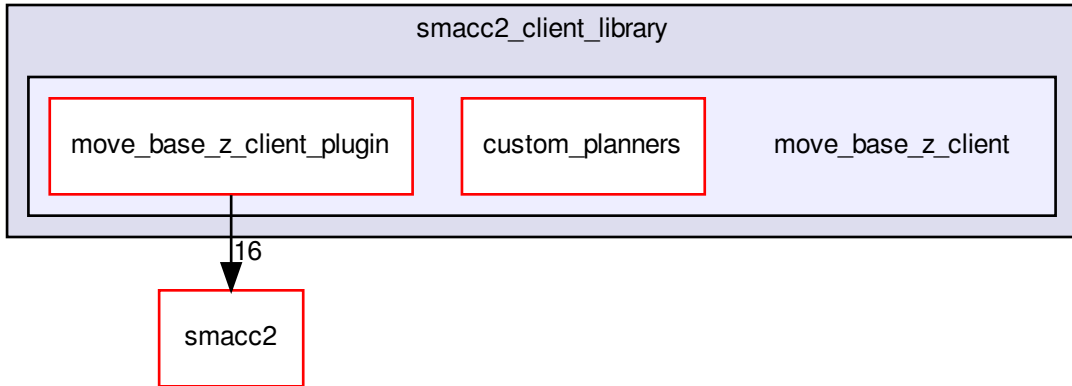 smacc2_client_library
move_base_z_client_plugin
custom_planners
move_base_z_client
16
smacc2